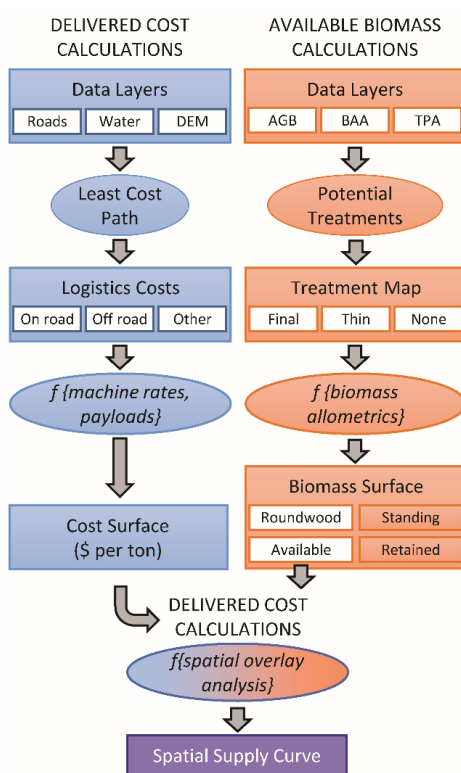 DELIVERED COST
CALCULATIONS
Data Layers
Roads
Water
DEM
Least Cost
Path
Logistics Costs
On road
Off road
Other
f {machine rates,
payloads}
Cost Surface
($ per ton)
AVAILABLE BIOMASS
CALCULATIONS
Data Layers
AGB
BAA
TPA
Potential
Treatments
Treatment Map
Final
Thin
None
f {biomass
allometrics}
Biomass Surface
Roundwood
Standing
Available
Retained
DELIVERED COST
CALCULATIONS
f{spatial overlay
analysis}
Spatial Supply Curve